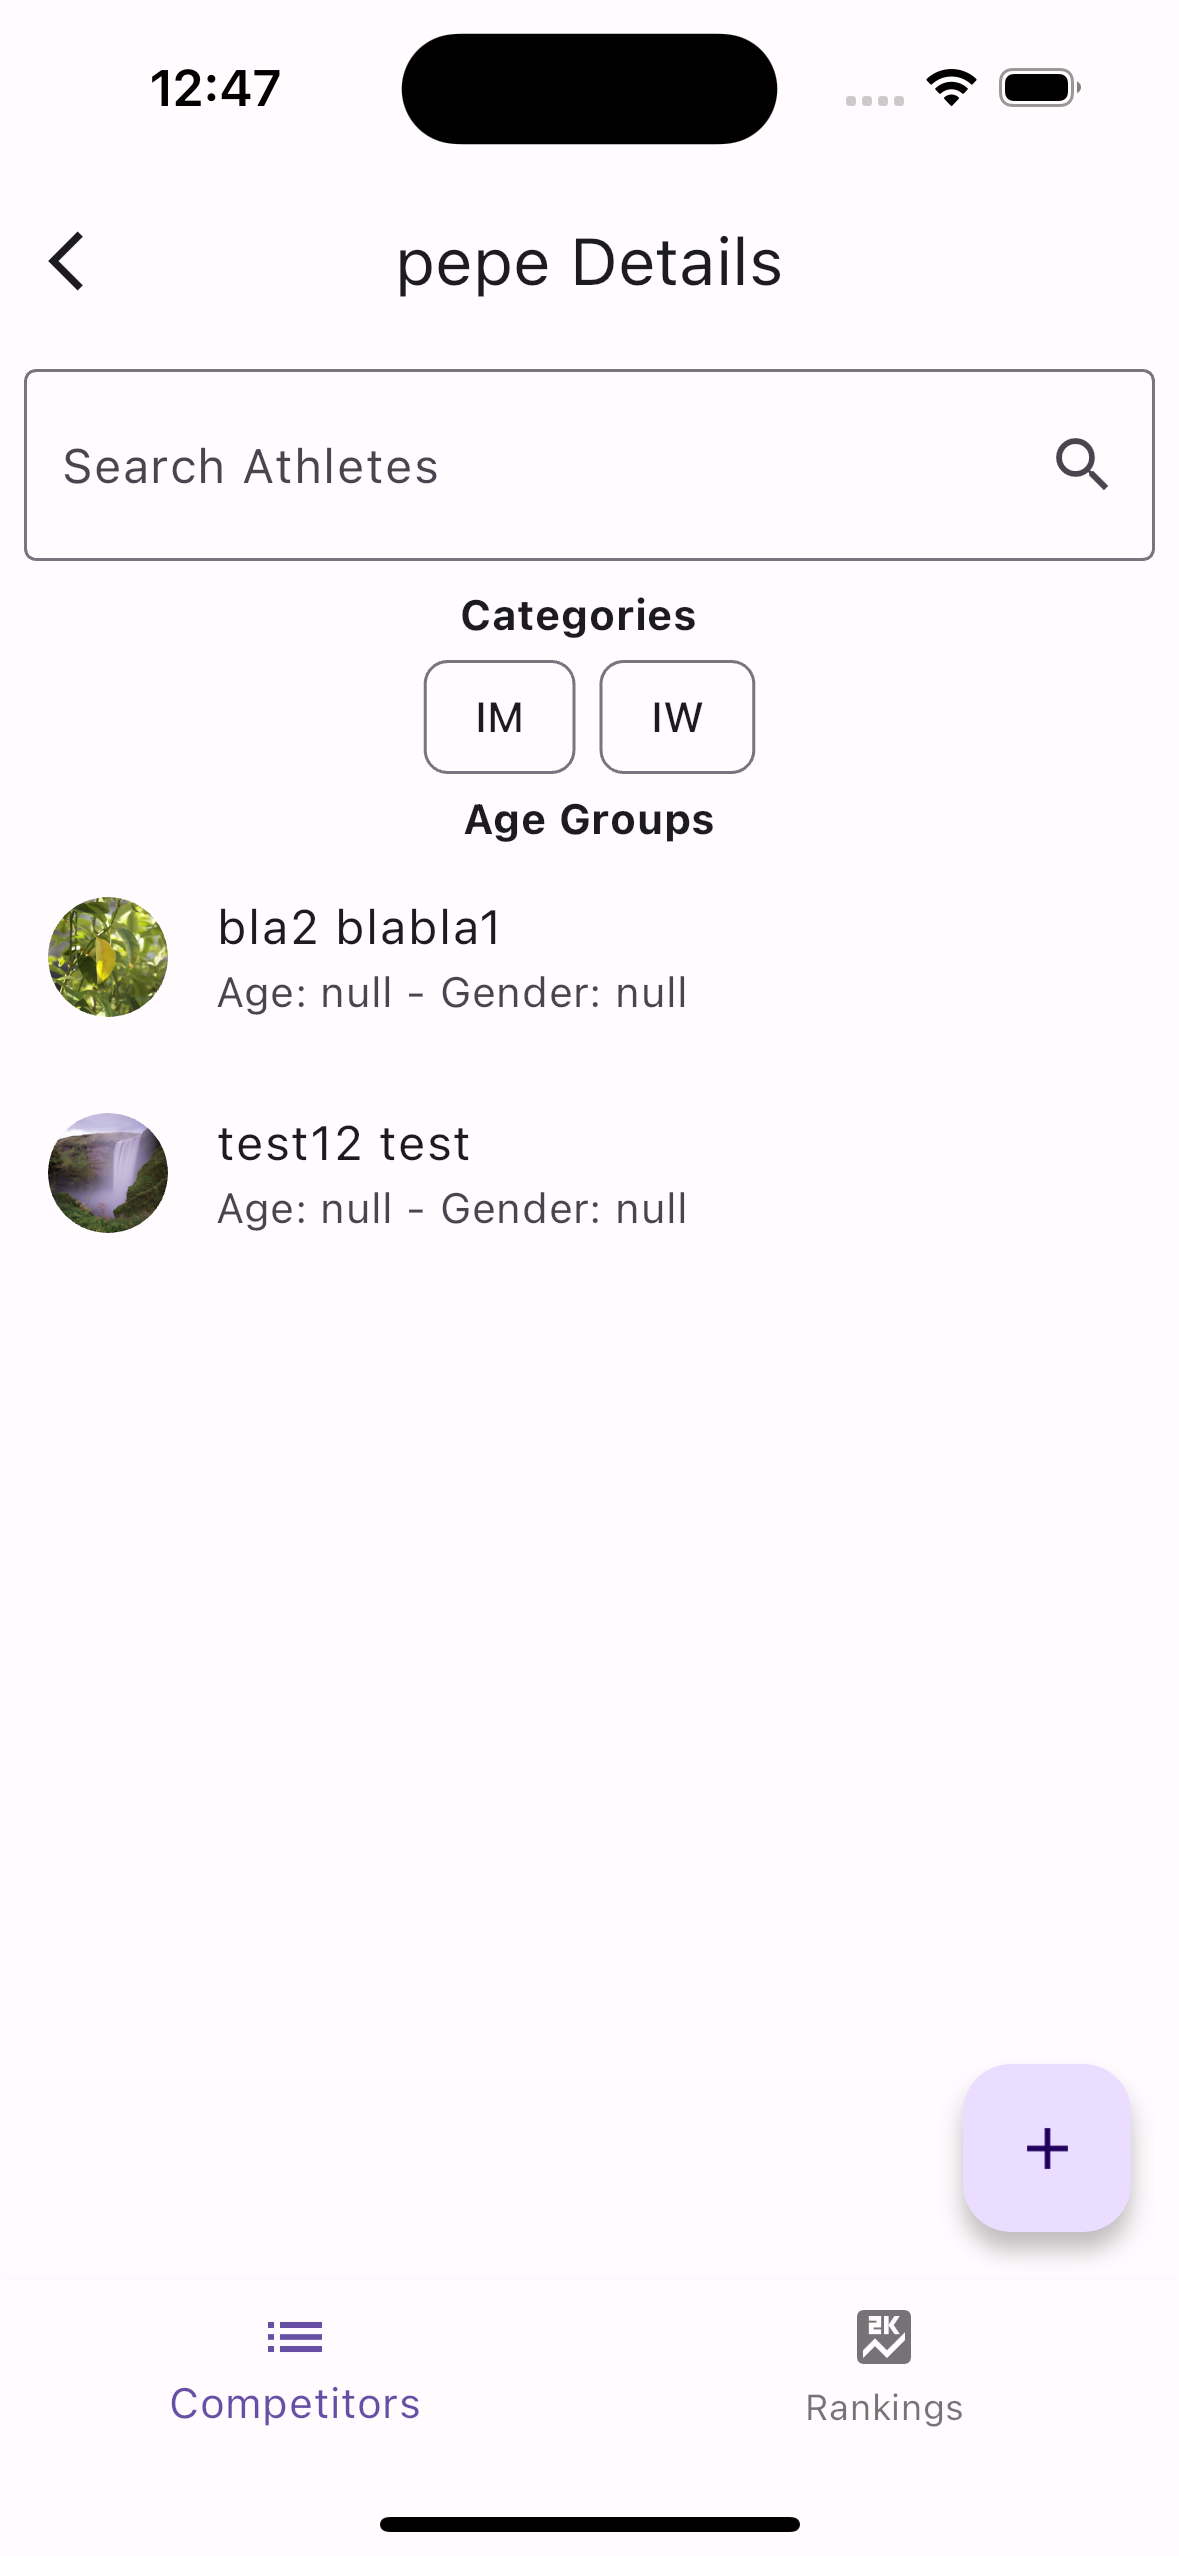 12:47
pepe Details
Search Athletes
Categories
IM IW
Age Groups
bla2 blabla1
Age: null - Gender: null
test12 test
Age: null - Gender: null
+
2K
Competitors
Rankings